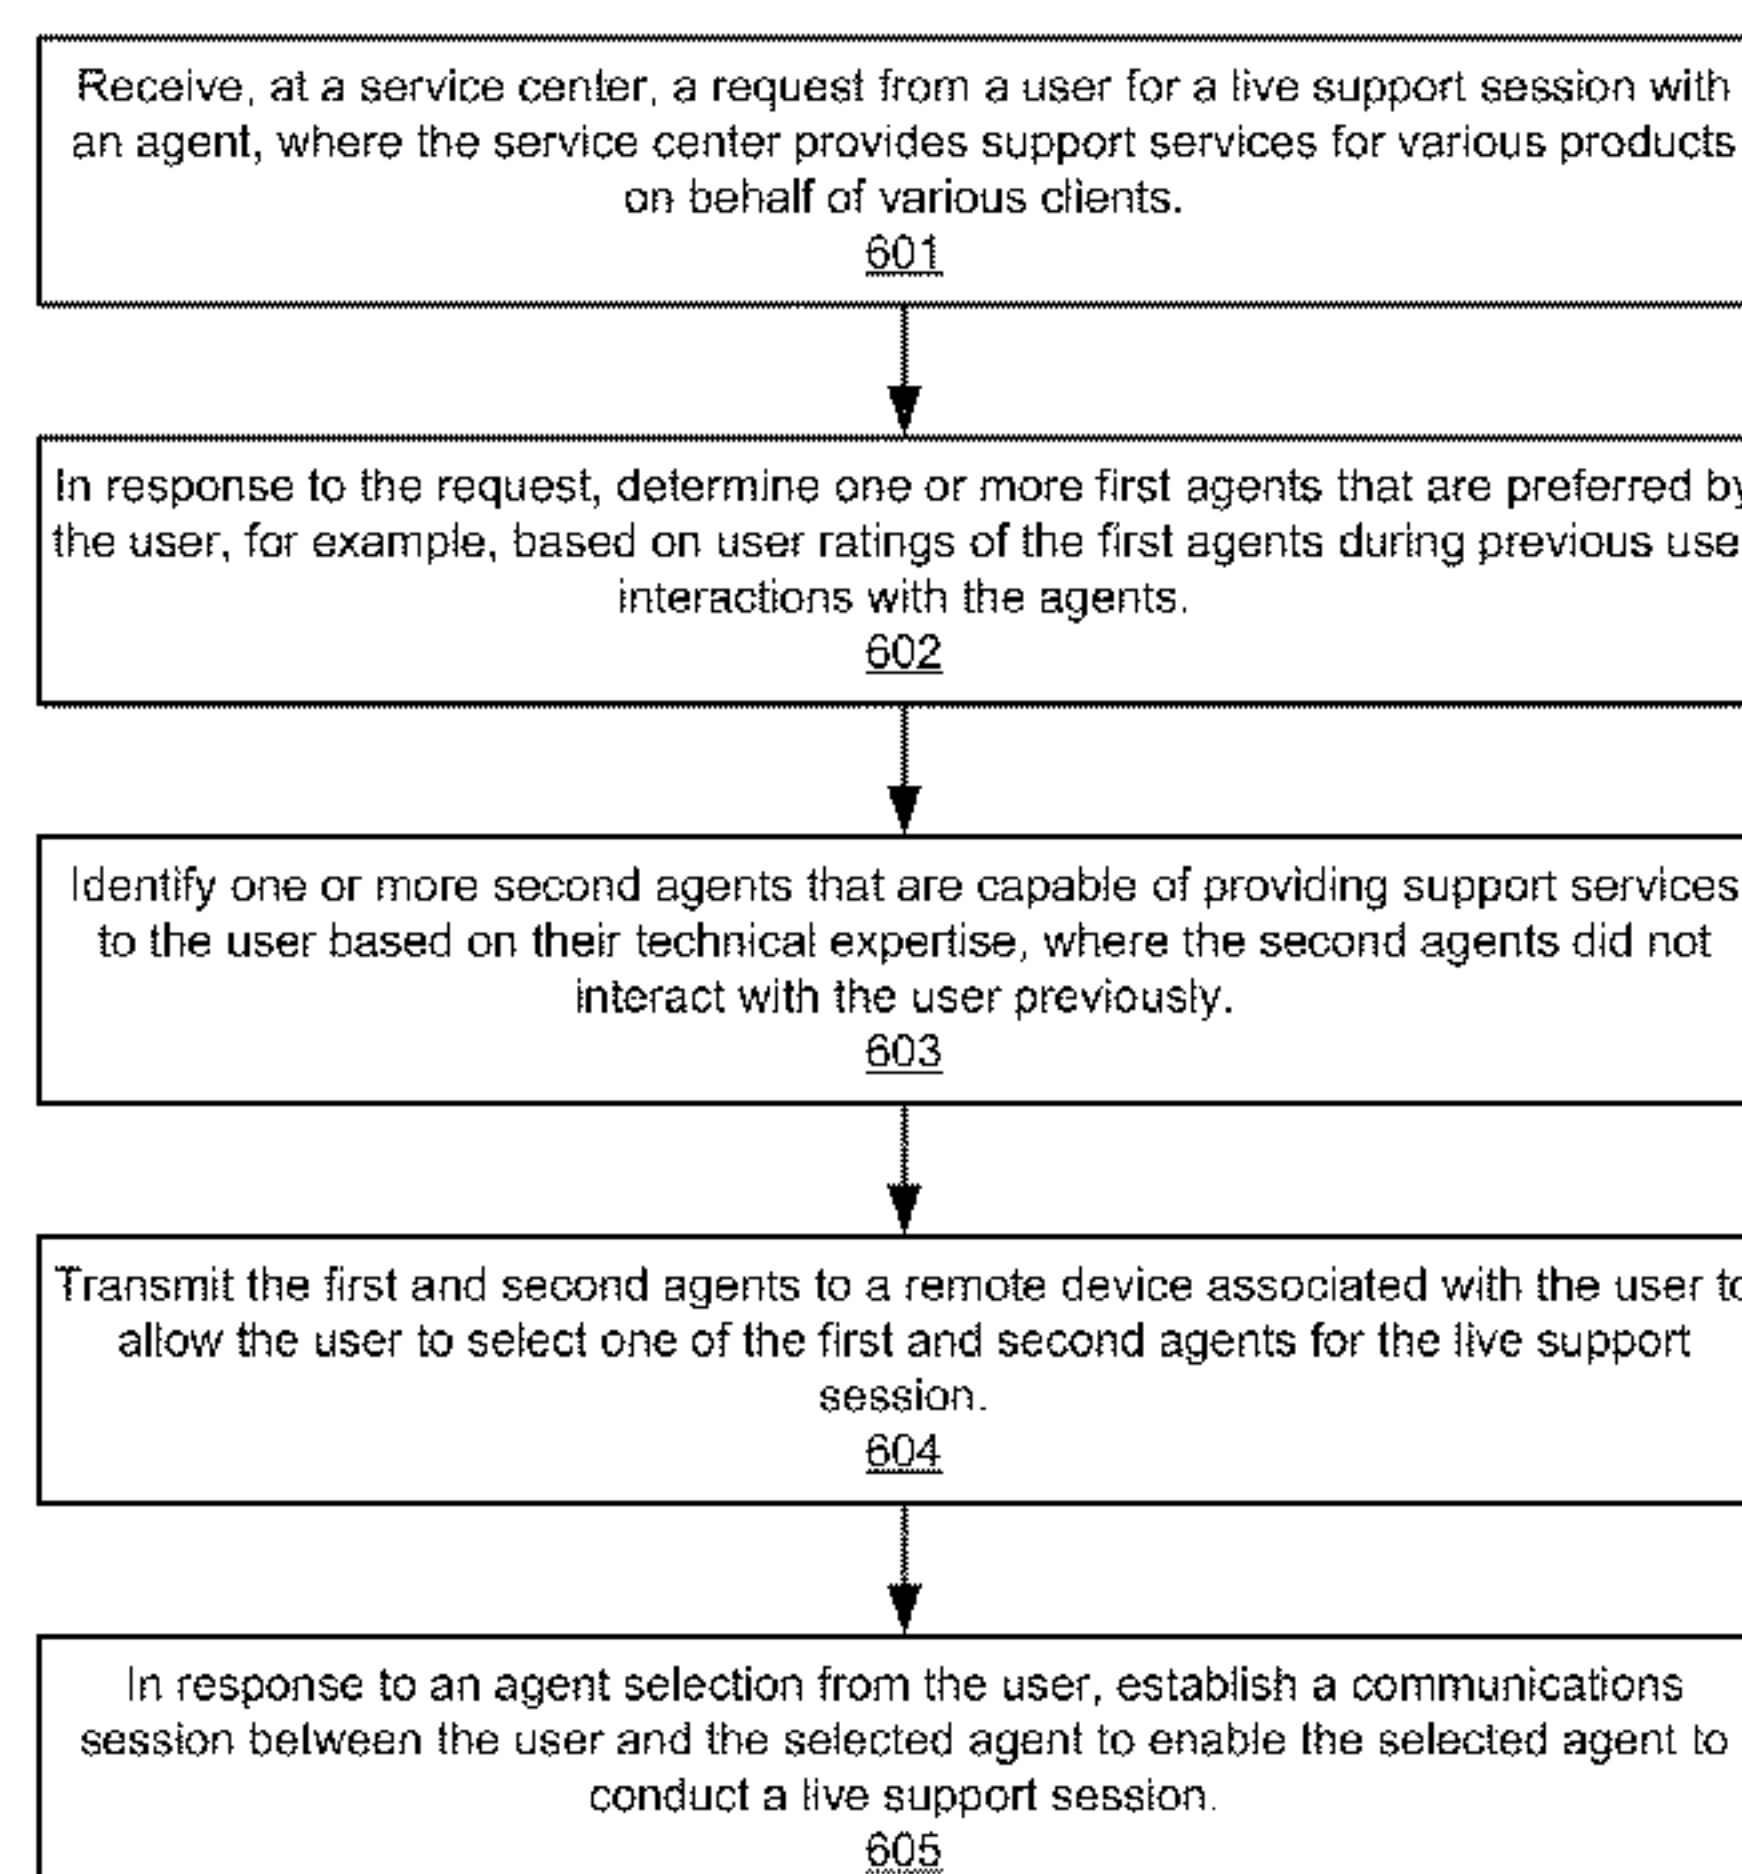 Receive, at a service center, a request from a user for a live support session with
an agent, where the service center provides support services for various products
on behalf of various clients.
601
In response to the request, determine one or more first agents that are preferred by
the user, for example, based on user ratings of the first agents during previous use
interactions with the agents.
602
Identify one or more second agents that are capable of providing support services
to the user based on their technical expertise, where the second agents did not
interact with the user previously.
603
Transmit the first and second agents to a remote device associated with the user to
allow the user to select one of the first and second agents for the live support
session.
604
In response to an agent selection from the user, establish a communications
session between the user and the selected agent to enable the selected agent to
conduct a live support session.
605